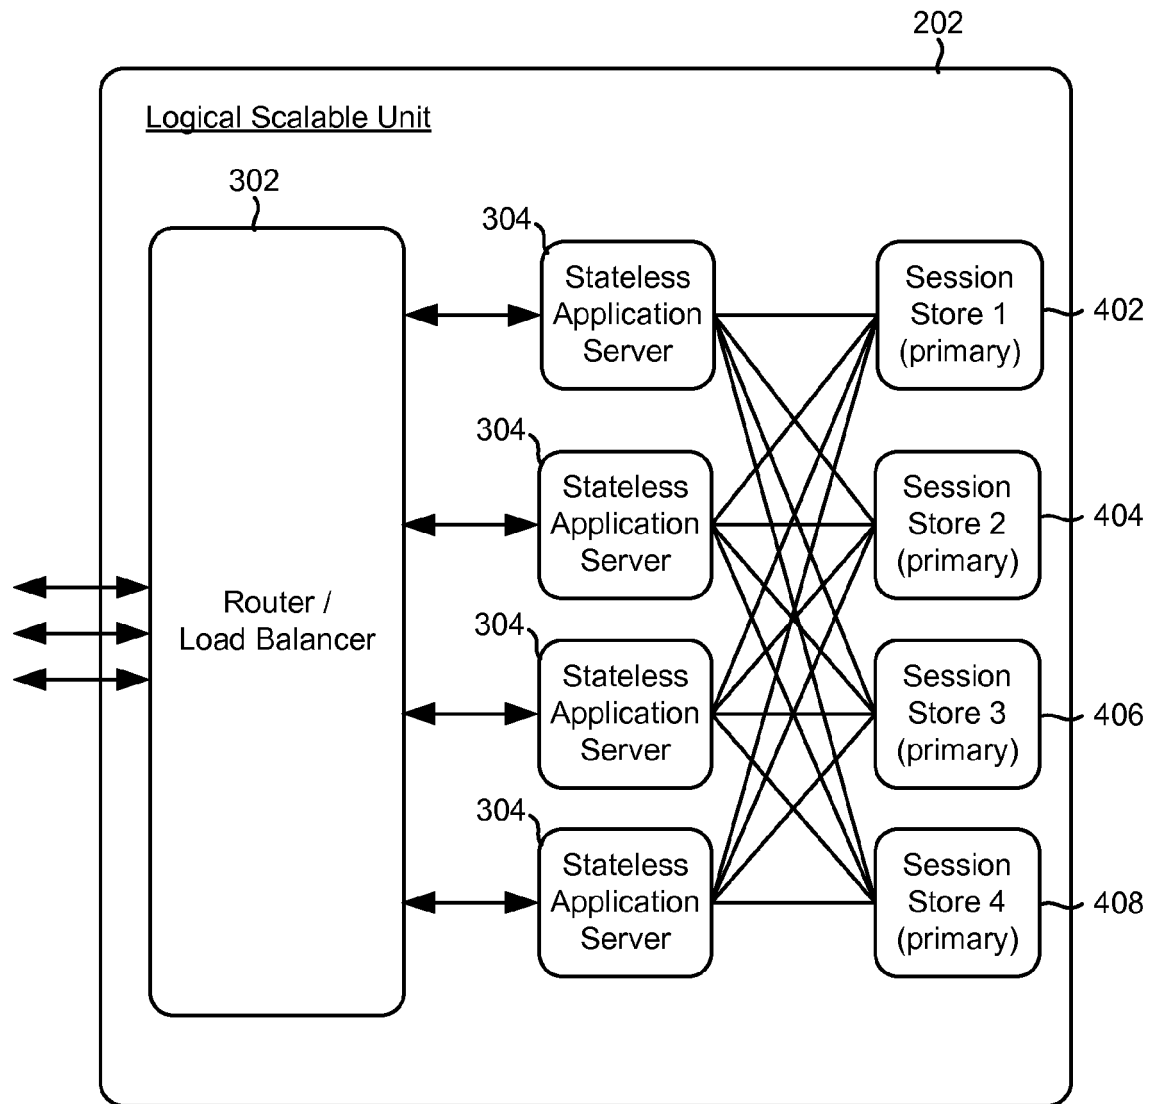 202
Logical Scalable Unit
302
304
Stateless
Application
Server
Session
Store 1
(primary)
402
304
Stateless
Application
Server
Session
Store 2
(primary)
404
Router /
Load Balancer
304
Stateless
Application
Server
Session
Store 3
(primary)
406
304
Stateless
Application
Server
Session
Store 4
(primary)
408